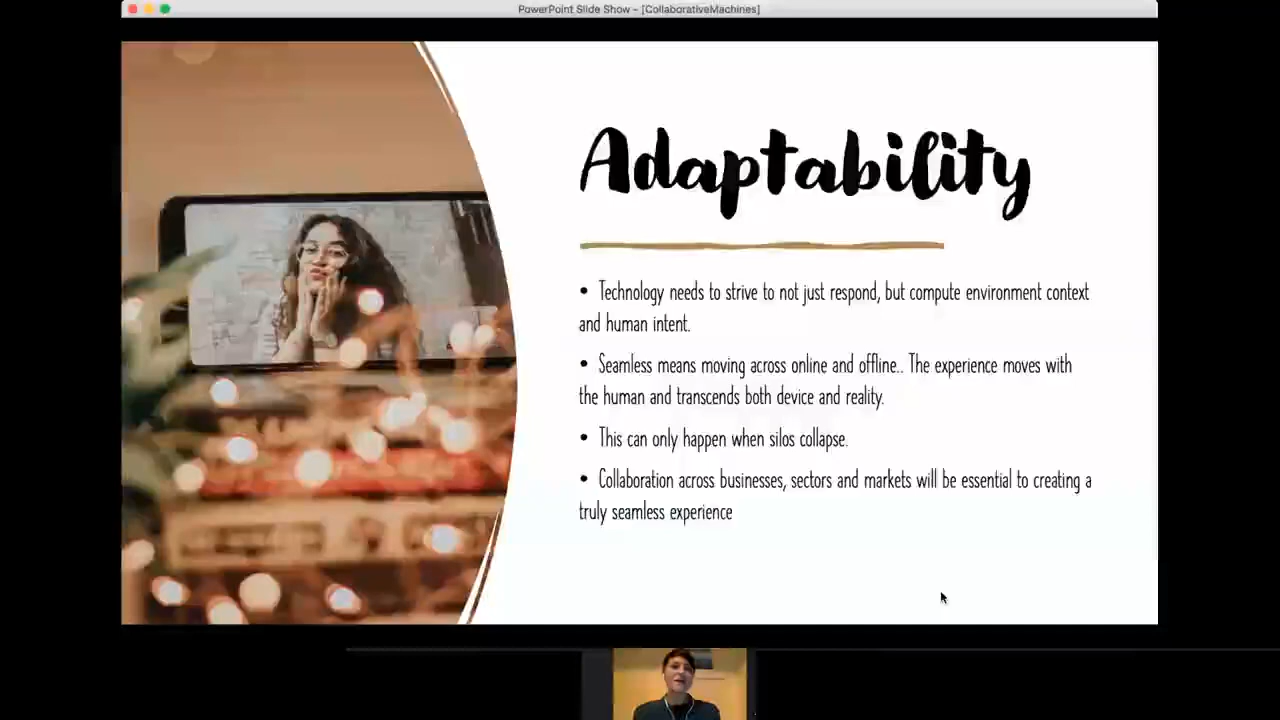 PowerPoint Slide Show - [CollaborativeMachines]
Adaptability
• Technology needs to strive to not just respond, but compute environment context
and human intent.
• Seamless means moving across online and offline.. The experience moves with
the human and transcends both device and reality.
• This can only happen when silos collapse.
• Collaboration across businesses, sectors and markets will be essential to creating a
truly seamless experience